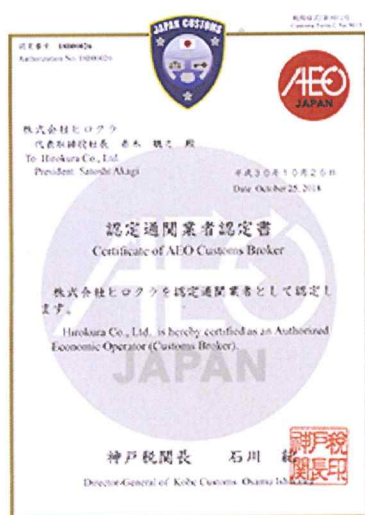 JAPAN CUSTOMS
AEO
JAPAN
株式会社ヒロクラ
代表取締役社長 赤木 殿
To: Hirokura Co., Ltd.
President Satoshi Akagi
平成30年10月25日
Date: October 25, 2018
認定通関業者認定書
Certificate of AEO Customs Broker
株式会社ヒロクラを認定通関業者として認定し
ます。
Hirokura Co., Ltd. is hereby certified as an Authorized
Economic Operator (Customs Broker).
AEO
JAPAN
神戸税関長 石川
神戸税関長印
Director-General of Kobe Customs Osamu